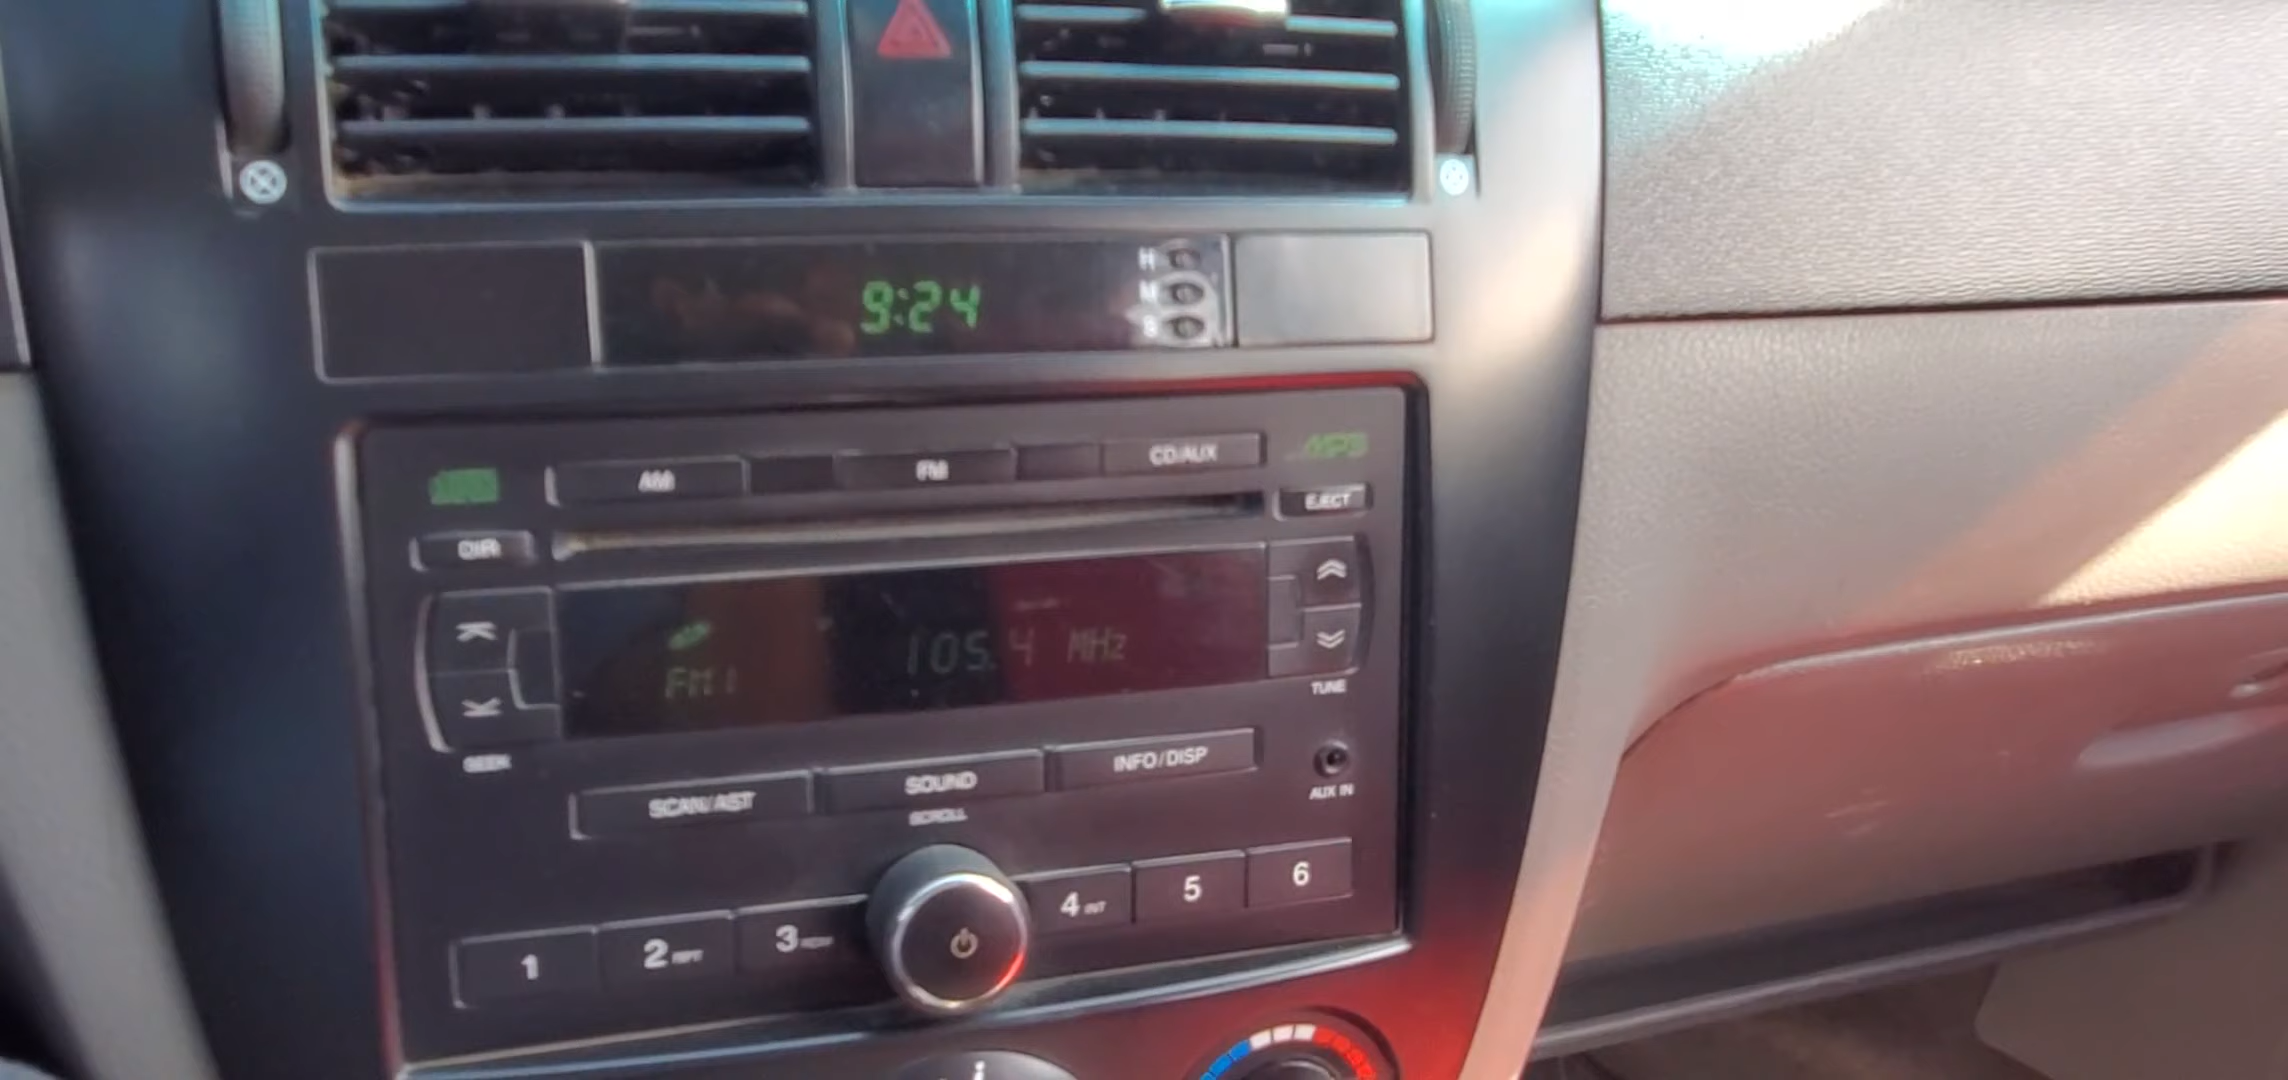 H
9:24
M
AM
FM
CD/AUX
MP3
EJECT
DIR
105.4 MHz
FM1
TUNE
SEEK
SCAN/AST
SOUND
INFO/DISP
SCROLL
AUX IN
1
2 RPT
3 RDM
4 INT
5
6